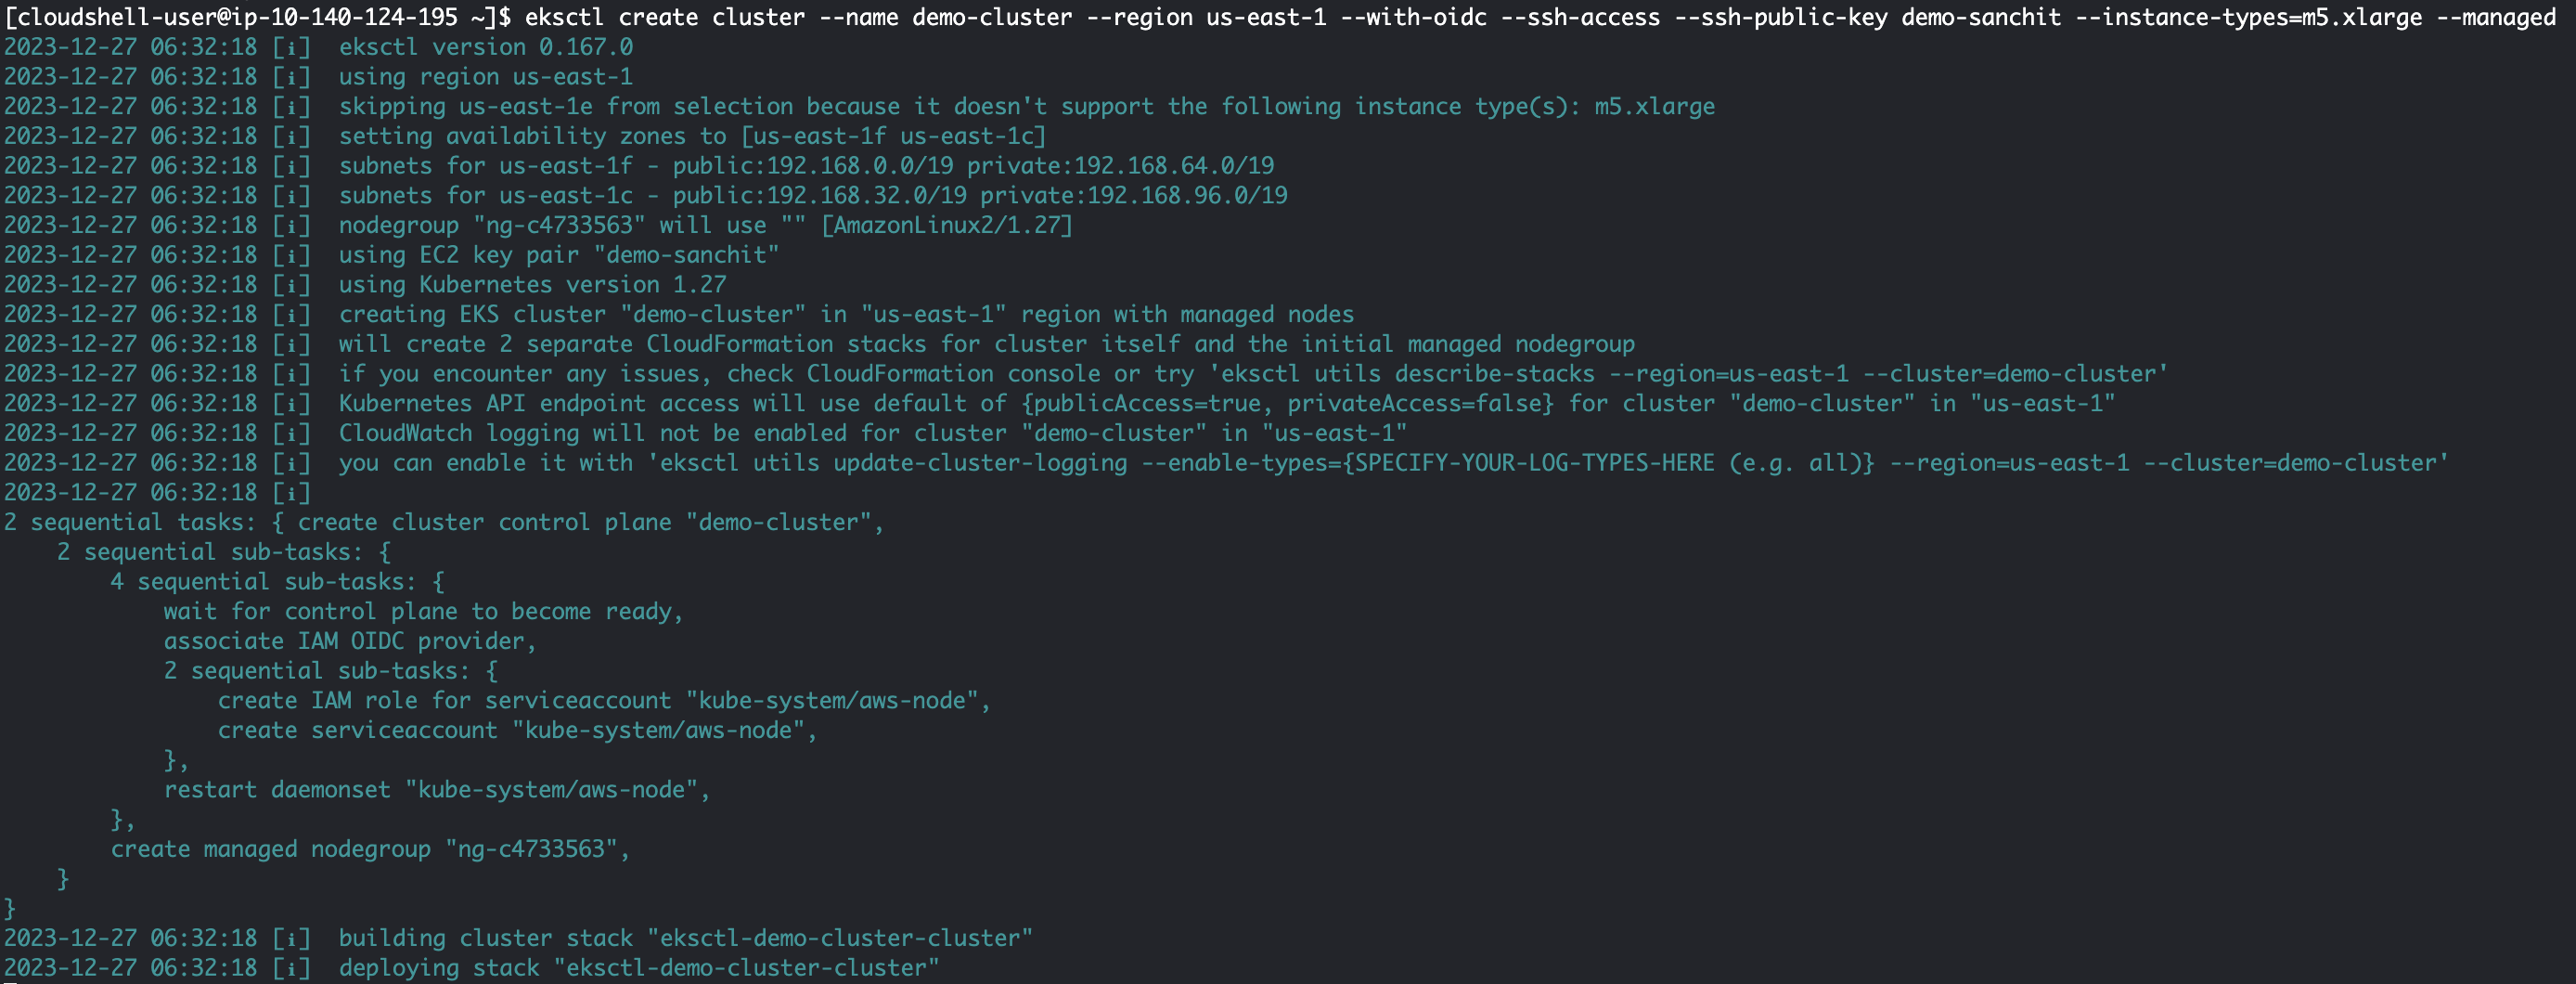 [cloudshell-user@ip-10-140-124-195 ~]$ eksctl create cluster --name demo-cluster --region us-east-1 --with-oidc --ssh-access --ssh-public-key demo-sanchit --instance-types=m5.xlarge --managed
2023-12-27 06:32:18 [ℹ]  eksctl version 0.167.0
2023-12-27 06:32:18 [ℹ]  using region us-east-1
2023-12-27 06:32:18 [ℹ]  skipping us-east-1e from selection because it doesn't support the following instance type(s): m5.xlarge
2023-12-27 06:32:18 [ℹ]  setting availability zones to [us-east-1f us-east-1c]
2023-12-27 06:32:18 [ℹ]  subnets for us-east-1f - public:192.168.0.0/19 private:192.168.64.0/19
2023-12-27 06:32:18 [ℹ]  subnets for us-east-1c - public:192.168.32.0/19 private:192.168.96.0/19
2023-12-27 06:32:18 [ℹ]  nodegroup "ng-c4733563" will use "" [AmazonLinux2/1.27]
2023-12-27 06:32:18 [ℹ]  using EC2 key pair "demo-sanchit"
2023-12-27 06:32:18 [ℹ]  using Kubernetes version 1.27
2023-12-27 06:32:18 [ℹ]  creating EKS cluster "demo-cluster" in "us-east-1" region with managed nodes
2023-12-27 06:32:18 [ℹ]  will create 2 separate CloudFormation stacks for cluster itself and the initial managed nodegroup
2023-12-27 06:32:18 [ℹ]  if you encounter any issues, check CloudFormation console or try 'eksctl utils describe-stacks --region=us-east-1 --cluster=demo-cluster'
2023-12-27 06:32:18 [ℹ]  Kubernetes API endpoint access will use default of {publicAccess=true, privateAccess=false} for cluster "demo-cluster" in "us-east-1"
2023-12-27 06:32:18 [ℹ]  CloudWatch logging will not be enabled for cluster "demo-cluster" in "us-east-1"
2023-12-27 06:32:18 [ℹ]  you can enable it with 'eksctl utils update-cluster-logging --enable-types={SPECIFY-YOUR-LOG-TYPES-HERE (e.g. all)} --region=us-east-1 --cluster=demo-cluster'
2023-12-27 06:32:18 [ℹ]
2 sequential tasks: { create cluster control plane "demo-cluster",
    2 sequential sub-tasks: {
        4 sequential sub-tasks: {
            wait for control plane to become ready,
            associate IAM OIDC provider,
            2 sequential sub-tasks: {
                create IAM role for serviceaccount "kube-system/aws-node",
                create serviceaccount "kube-system/aws-node",
            },
            restart daemonset "kube-system/aws-node",
        },
        create managed nodegroup "ng-c4733563",
    }
}
2023-12-27 06:32:18 [ℹ]  building cluster stack "eksctl-demo-cluster-cluster"
2023-12-27 06:32:18 [ℹ]  deploying stack "eksctl-demo-cluster-cluster"